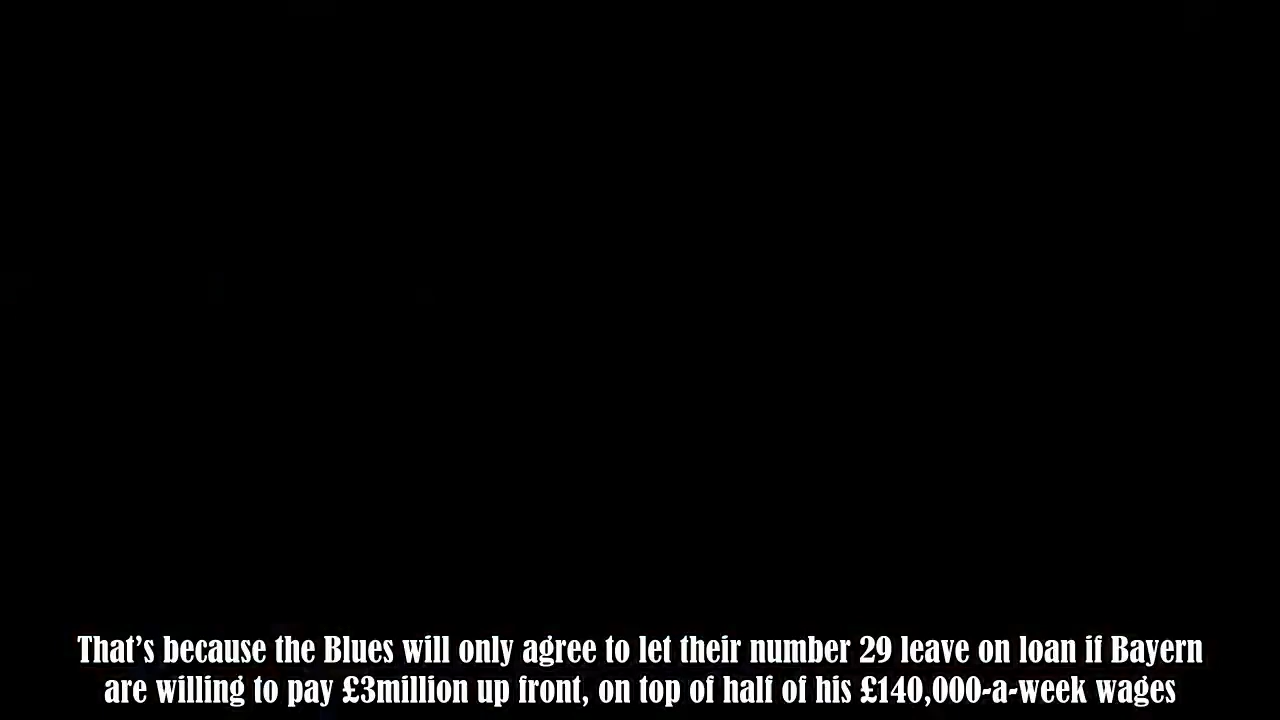 That’s because the Blues will only agree to let their number 29 leave on loan if Bayern
are willing to pay £3million up front, on top of half of his £140,000-a-week wages